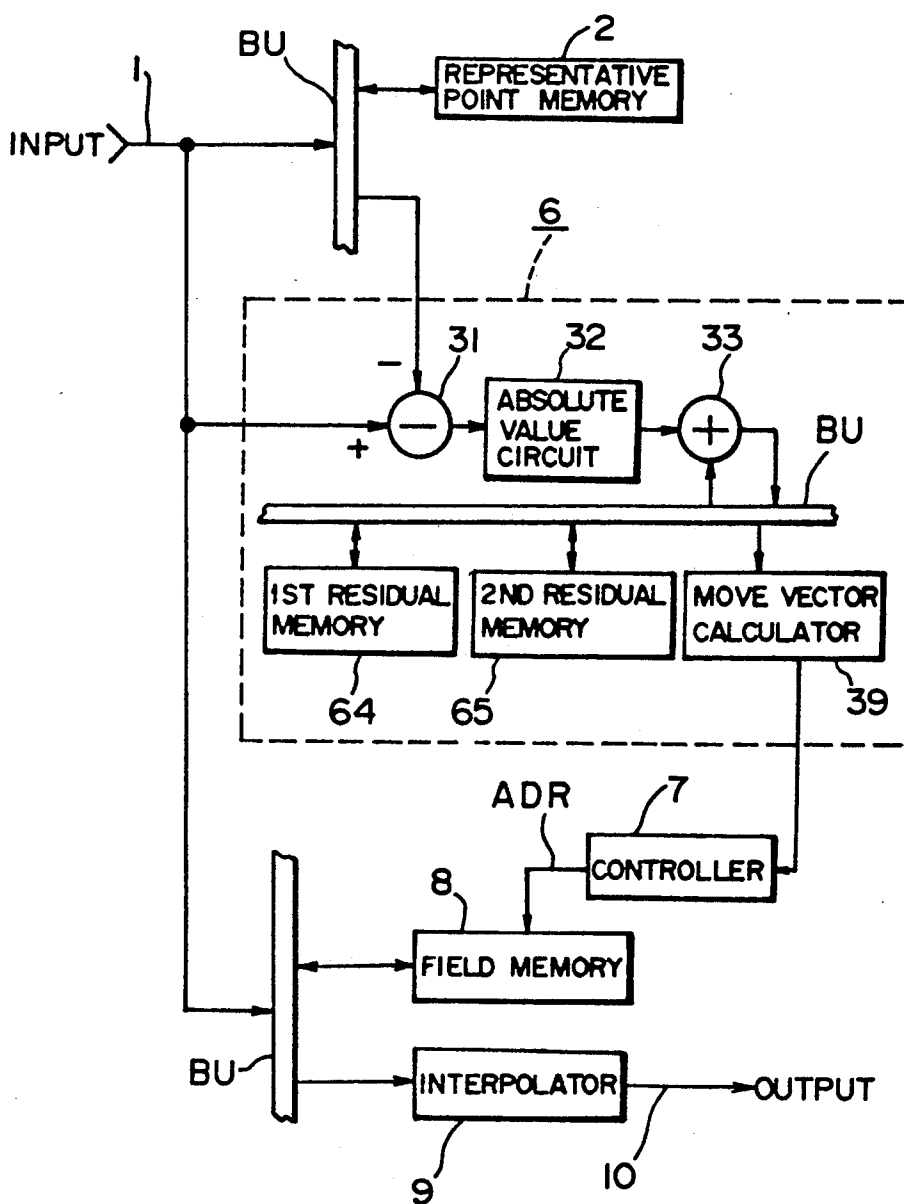 BU
2
1
REPRESENTATIVE
POINT MEMORY
INPUT
6
31
32
33
-
+
−
ABSOLUTE
VALUE
CIRCUIT
+
BU
1ST RESIDUAL
MEMORY
2ND RESIDUAL
MEMORY
MOVE VECTOR
CALCULATOR
64
65
39
ADR
7
CONTROLLER
8
FIELD MEMORY
BU
INTERPOLATOR
OUTPUT
9
10